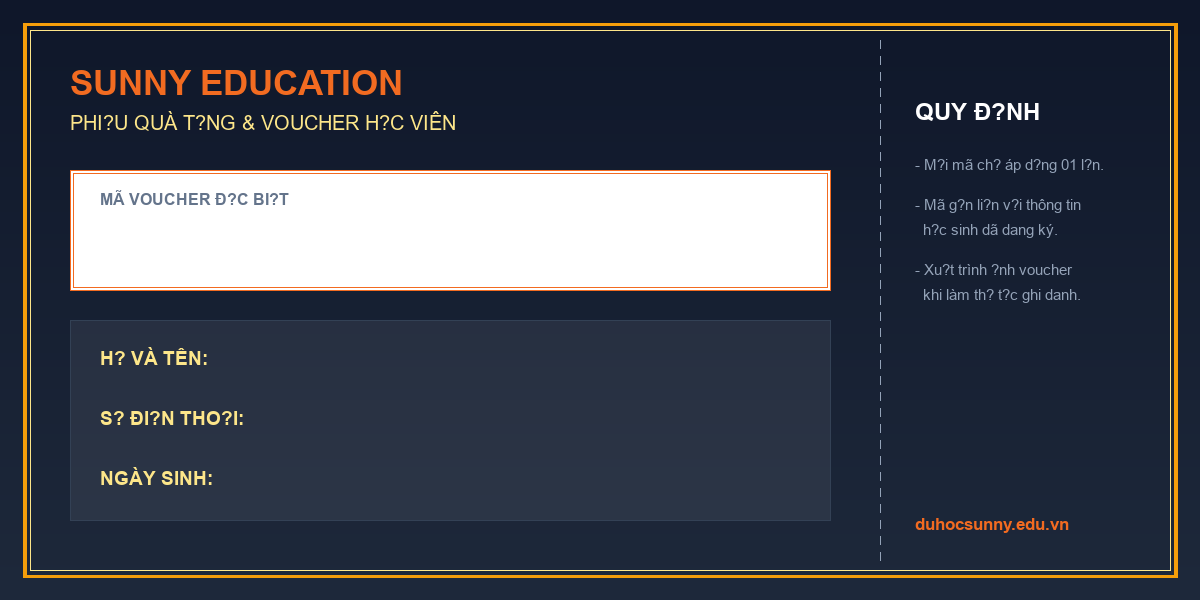 SUNNY EDUCATION
PHI?U QUÀ T?NG & VOUCHER H?C VIÊN
MÃ VOUCHER Đ?C BI?T
H? VÀ TÊN:
S? ĐI?N THO?I:
NGÀY SINH:
QUY Đ?NH
- M?i mã ch? áp d?ng 01 l?n.
- Mã g?n li?n v?i thông tin
h?c sinh dã dang ký.
- Xu?t trình ?nh voucher
khi làm th? t?c ghi danh.
duhocsunny.edu.vn